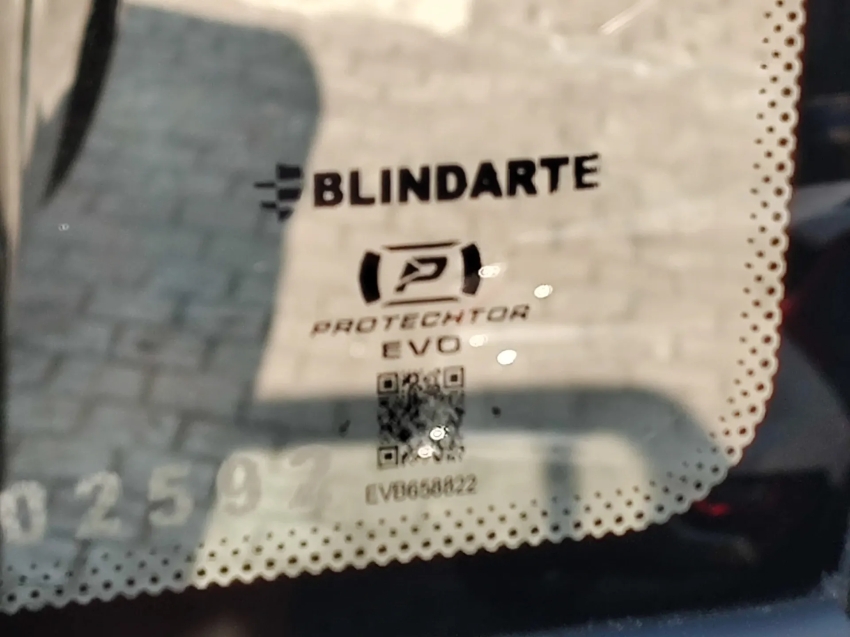 BLINDARTE
PROTECHTOR
EVO
EVB658822
02592